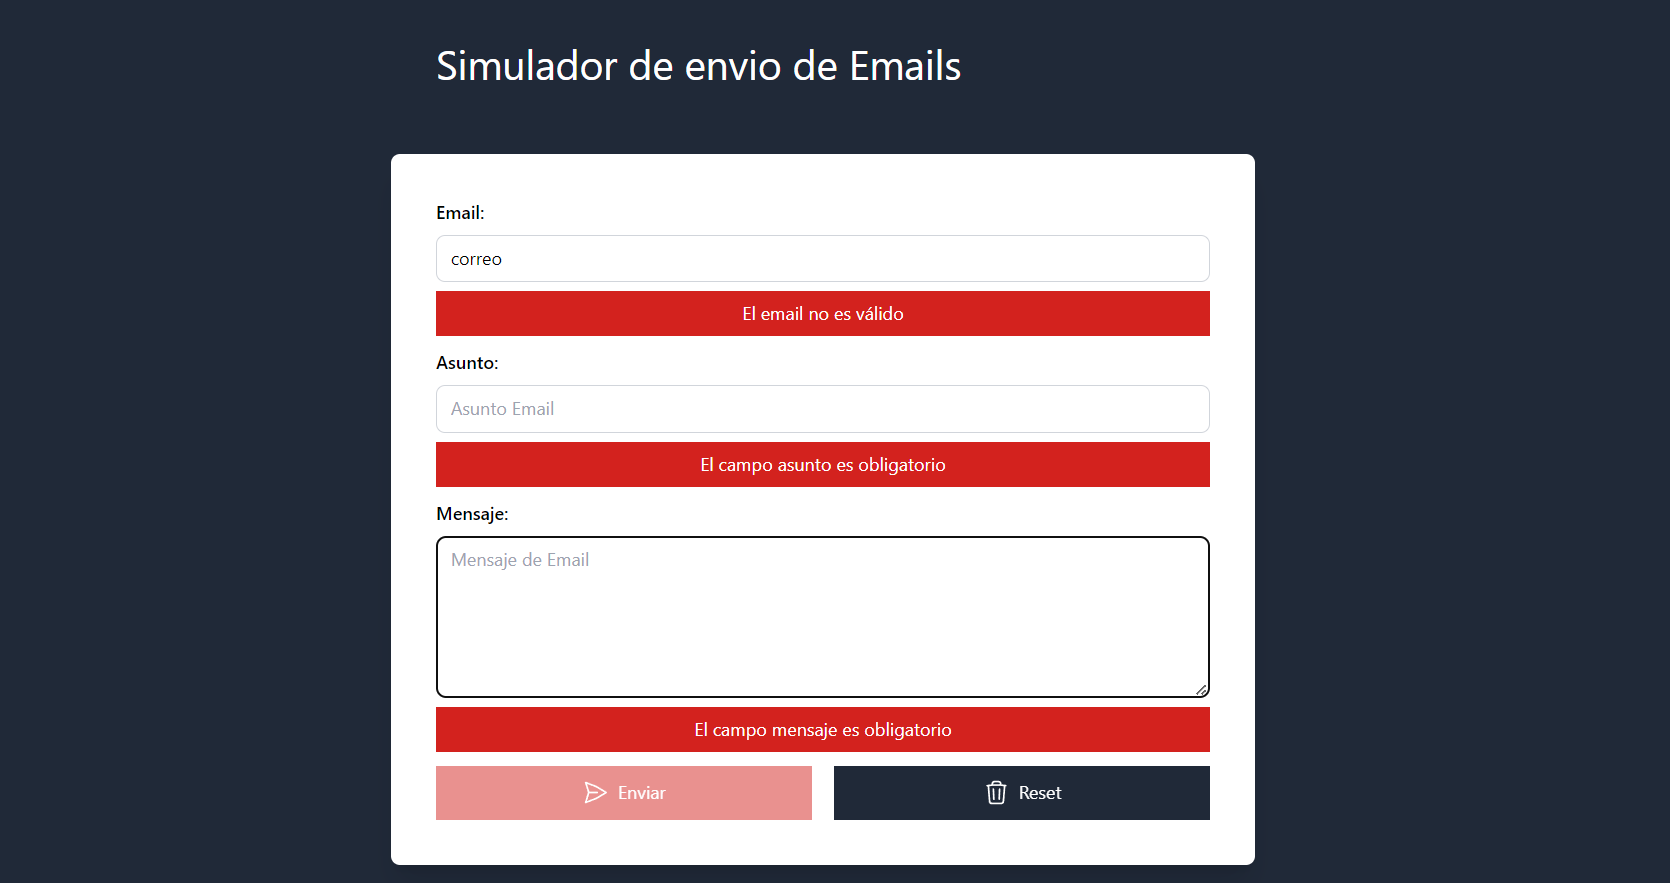 Simulador de envio de Emails
Email:
correo
El email no es válido
Asunto:
Asunto Email
El campo asunto es obligatorio
Mensaje:
Mensaje de Email
El campo mensaje es obligatorio
Enviar
Reset